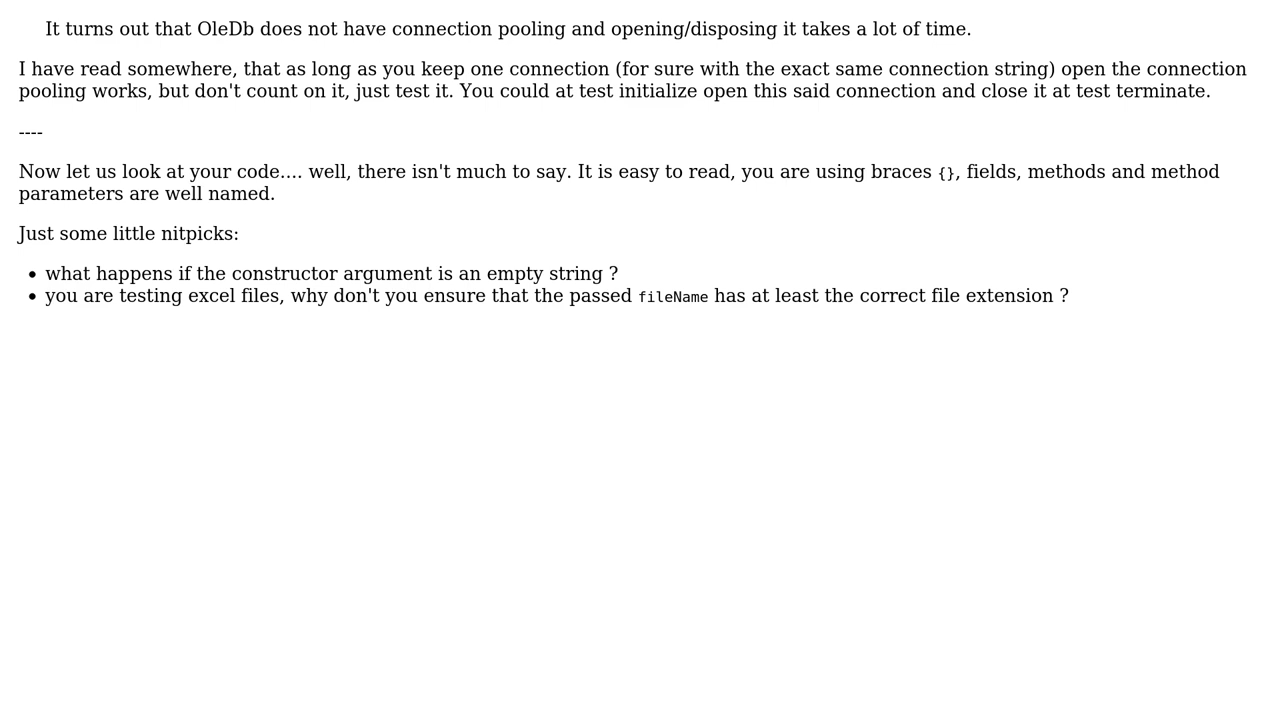 It turns out that OleDb does not have connection pooling and opening/disposing it takes a lot of time.
I have read somewhere, that as long as you keep one connection (for sure with the exact same connection string) open the connection
pooling works, but don't count on it, just test it. You could at test initialize open this said connection and close it at test terminate.
----
Now let us look at your code.... well, there isn't much to say. It is easy to read, you are using braces {}, fields, methods and method
parameters are well named.
Just some little nitpicks:
• what happens if the constructor argument is an empty string ?
• you are testing excel files, why don't you ensure that the passed fileName has at least the correct file extension ?